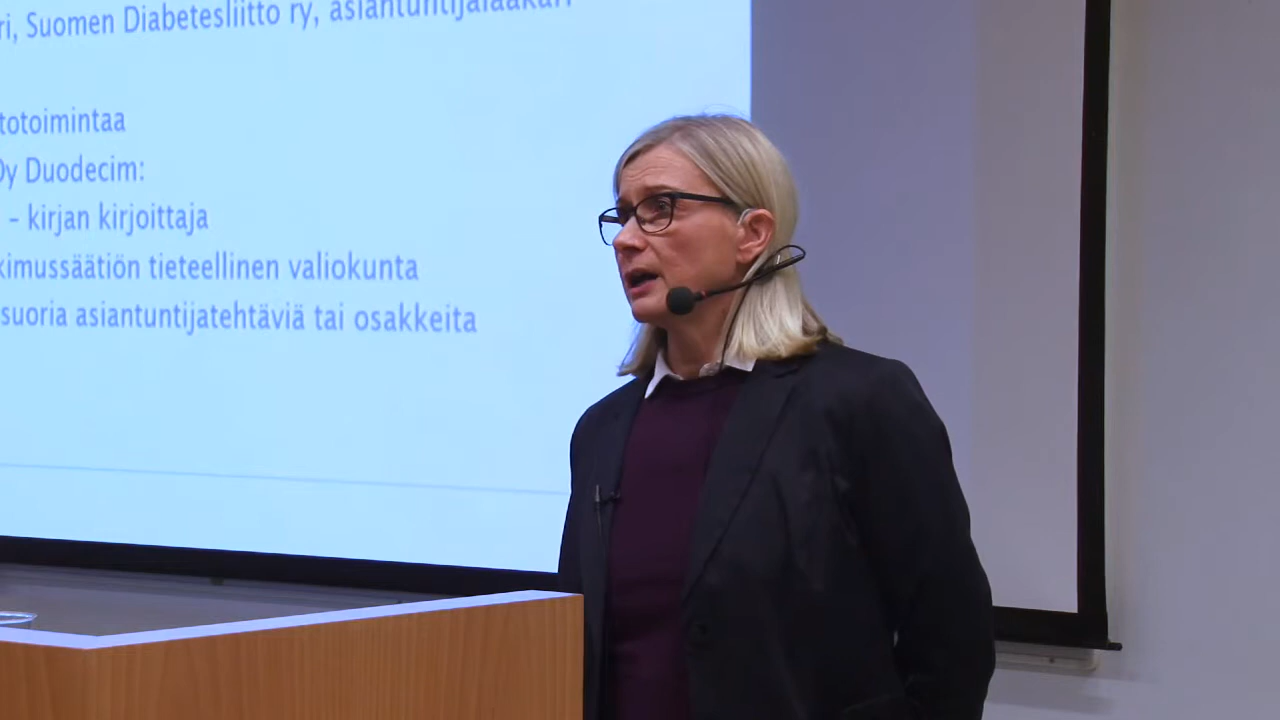 ri, Suomen Diabetesliitto ry, asiantuntijalääkäri
totoimintaa
Oy Duodecim:
– kirjan kirjoittaja
kimussäätiön tieteellinen valiokunta
suoria asiantuntijatehtäviä tai osakkeita